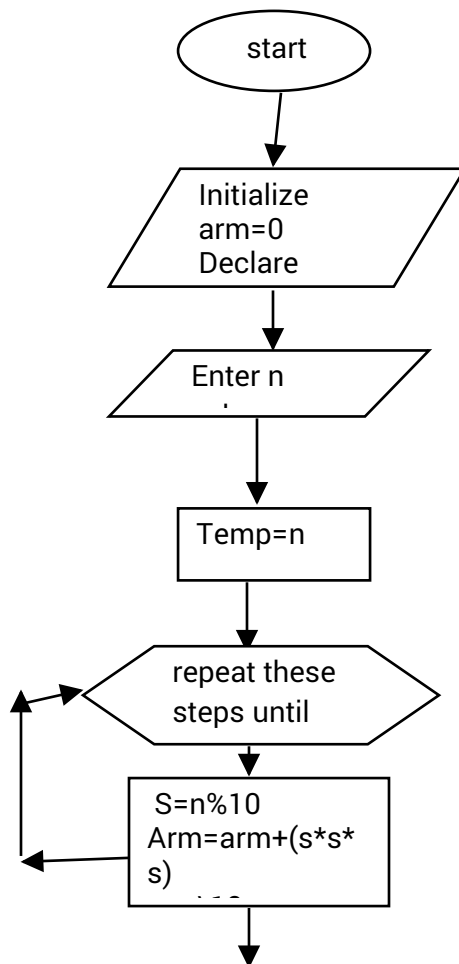 start
Initialize
arm=0
Declare
Enter n
Temp=n
repeat these
steps until
S=n%10
Arm=arm+(s*s*
s)